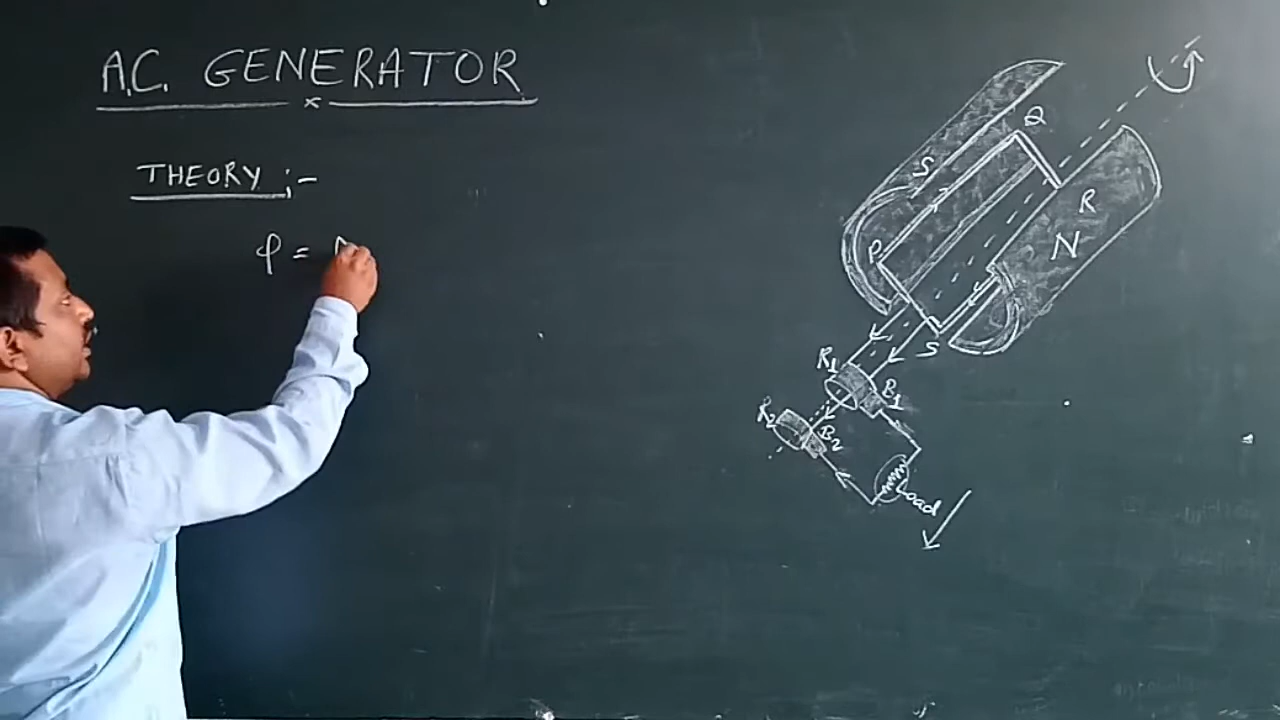 A.C. GENERATOR
THEORY :-
φ =
Q
S
R
N
P
S
R1
B1
R2
B2
Load